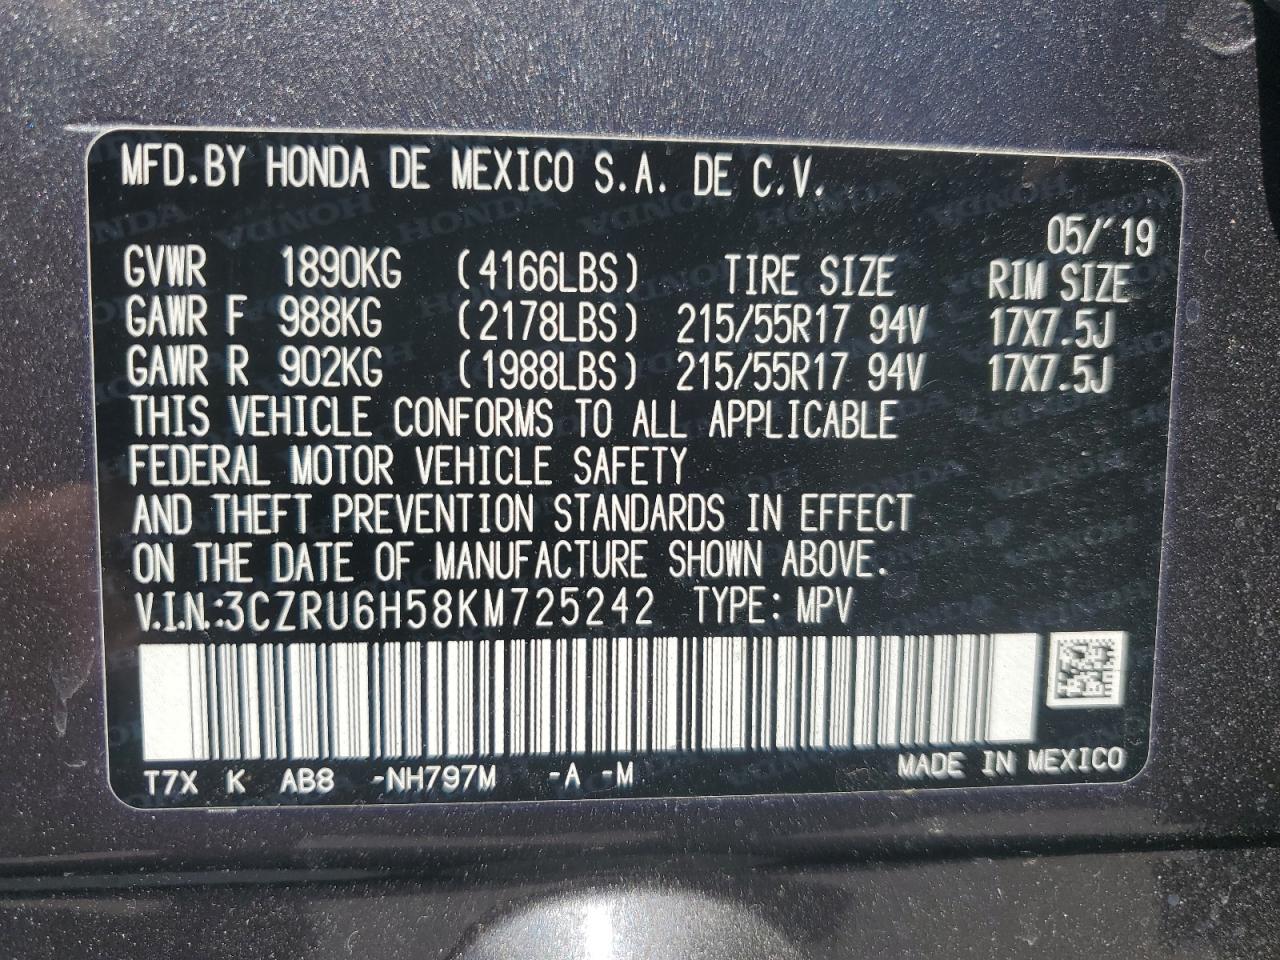 MFD.BY HONDA DE MEXICO S.A. DE C.V.
05/'19
GVWR 1890KG (4166LBS) TIRE SIZE RIM SIZE
GAWR F 988KG (2178LBS) 215/55R17 94V 17X7.5J
GAWR R 902KG (1988LBS) 215/55R17 94V 17X7.5J
THIS VEHICLE CONFORMS TO ALL APPLICABLE
FEDERAL MOTOR VEHICLE SAFETY
AND THEFT PREVENTION STANDARDS IN EFFECT
ON THE DATE OF MANUFACTURE SHOWN ABOVE.
V.I.N.:3CZRU6H58KM725242 TYPE: MPV
T7X K AB8 -NH797M -A -M MADE IN MEXICO